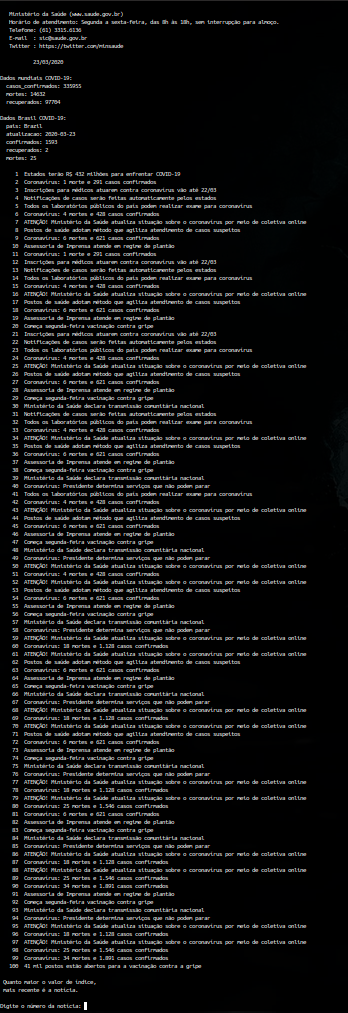 Ministério da Saúde (www.saude.gov.br)
Horário de atendimento: Segunda a sexta-feira, das 8h às 18h, sem interrupção para almoço.
Telefone: (61) 3315.6136
E-mail : sic@saude.gov.br
Twitter : https://twitter.com/minsaude
23/03/2020
Dados mundiais COVID-19:
casos_confirmados: 335955
mortes: 14632
recuperados: 97704
Dados Brasil COVID-19:
pais: Brazil
atualizacao: 2020-03-23
confirmados: 1593
recuperados: 2
mortes: 25
1 Estados terão R$ 432 milhões para enfrentar COVID-19
2 Coronavírus: 1 morte e 291 casos confirmados
3 Inscrições para médicos atuarem contra coronavírus vão até 22/03
4 Notificações de casos serão feitas automaticamente pelos estados
5 Todos os laboratórios públicos do país podem realizar exame para coronavírus
6 Coronavírus: 4 mortes e 428 casos confirmados
7 ATENÇÃO! Ministério da Saúde atualiza situação sobre o coronavírus por meio de coletiva online
8 Postos de saúde adotam método que agiliza atendimento de casos suspeitos
9 Coronavírus: 6 mortes e 621 casos confirmados
10 Assessoria de Imprensa atende em regime de plantão
11 Coronavírus: 1 morte e 291 casos confirmados
12 Inscrições para médicos atuarem contra coronavírus vão até 22/03
13 Notificações de casos serão feitas automaticamente pelos estados
14 Todos os laboratórios públicos do país podem realizar exame para coronavírus
15 Coronavírus: 4 mortes e 428 casos confirmados
16 ATENÇÃO! Ministério da Saúde atualiza situação sobre o coronavírus por meio de coletiva online
17 Postos de saúde adotam método que agiliza atendimento de casos suspeitos
18 Coronavírus: 6 mortes e 621 casos confirmados
19 Assessoria de Imprensa atende em regime de plantão
20 Começa segunda-feira vacinação contra gripe
21 Inscrições para médicos atuarem contra coronavírus vão até 22/03
22 Notificações de casos serão feitas automaticamente pelos estados
23 Todos os laboratórios públicos do país podem realizar exame para coronavírus
24 Coronavírus: 4 mortes e 428 casos confirmados
25 ATENÇÃO! Ministério da Saúde atualiza situação sobre o coronavírus por meio de coletiva online
26 Postos de saúde adotam método que agiliza atendimento de casos suspeitos
27 Coronavírus: 6 mortes e 621 casos confirmados
28 Assessoria de Imprensa atende em regime de plantão
29 Começa segunda-feira vacinação contra gripe
30 Ministério da Saúde declara transmissão comunitária nacional
31 Notificações de casos serão feitas automaticamente pelos estados
32 Todos os laboratórios públicos do país podem realizar exame para coronavírus
33 Coronavírus: 4 mortes e 428 casos confirmados
34 ATENÇÃO! Ministério da Saúde atualiza situação sobre o coronavírus por meio de coletiva online
35 Postos de saúde adotam método que agiliza atendimento de casos suspeitos
36 Coronavírus: 6 mortes e 621 casos confirmados
37 Assessoria de Imprensa atende em regime de plantão
38 Começa segunda-feira vacinação contra gripe
39 Ministério da Saúde declara transmissão comunitária nacional
40 Coronavírus: Presidente determina serviços que não podem parar
41 Todos os laboratórios públicos do país podem realizar exame para coronavírus
42 Coronavírus: 4 mortes e 428 casos confirmados
43 ATENÇÃO! Ministério da Saúde atualiza situação sobre o coronavírus por meio de coletiva online
44 Postos de saúde adotam método que agiliza atendimento de casos suspeitos
45 Coronavírus: 6 mortes e 621 casos confirmados
46 Assessoria de Imprensa atende em regime de plantão
47 Começa segunda-feira vacinação contra gripe
48 Ministério da Saúde declara transmissão comunitária nacional
49 Coronavírus: Presidente determina serviços que não podem parar
50 ATENÇÃO! Ministério da Saúde atualiza situação sobre o coronavírus por meio de coletiva online
51 Coronavírus: 4 mortes e 428 casos confirmados
52 ATENÇÃO! Ministério da Saúde atualiza situação sobre o coronavírus por meio de coletiva online
53 Postos de saúde adotam método que agiliza atendimento de casos suspeitos
54 Coronavírus: 6 mortes e 621 casos confirmados
55 Assessoria de Imprensa atende em regime de plantão
56 Começa segunda-feira vacinação contra gripe
57 Ministério da Saúde declara transmissão comunitária nacional
58 Coronavírus: Presidente determina serviços que não podem parar
59 ATENÇÃO! Ministério da Saúde atualiza situação sobre o coronavírus por meio de coletiva online
60 Coronavírus: 18 mortes e 1.128 casos confirmados
61 ATENÇÃO! Ministério da Saúde atualiza situação sobre o coronavírus por meio de coletiva online
62 Postos de saúde adotam método que agiliza atendimento de casos suspeitos
63 Coronavírus: 6 mortes e 621 casos confirmados
64 Assessoria de Imprensa atende em regime de plantão
65 Começa segunda-feira vacinação contra gripe
66 Ministério da Saúde declara transmissão comunitária nacional
67 Coronavírus: Presidente determina serviços que não podem parar
68 ATENÇÃO! Ministério da Saúde atualiza situação sobre o coronavírus por meio de coletiva online
69 Coronavírus: 18 mortes e 1.128 casos confirmados
70 ATENÇÃO! Ministério da Saúde atualiza situação sobre o coronavírus por meio de coletiva online
71 Postos de saúde adotam método que agiliza atendimento de casos suspeitos
72 Coronavírus: 6 mortes e 621 casos confirmados
73 Assessoria de Imprensa atende em regime de plantão
74 Começa segunda-feira vacinação contra gripe
75 Ministério da Saúde declara transmissão comunitária nacional
76 Coronavírus: Presidente determina serviços que não podem parar
77 ATENÇÃO! Ministério da Saúde atualiza situação sobre o coronavírus por meio de coletiva online
78 Coronavírus: 18 mortes e 1.128 casos confirmados
79 ATENÇÃO! Ministério da Saúde atualiza situação sobre o coronavírus por meio de coletiva online
80 Coronavírus: 25 mortes e 1.546 casos confirmados
81 Coronavírus: 6 mortes e 621 casos confirmados
82 Assessoria de Imprensa atende em regime de plantão
83 Começa segunda-feira vacinação contra gripe
84 Ministério da Saúde declara transmissão comunitária nacional
85 Coronavírus: Presidente determina serviços que não podem parar
86 ATENÇÃO! Ministério da Saúde atualiza situação sobre o coronavírus por meio de coletiva online
87 Coronavírus: 18 mortes e 1.128 casos confirmados
88 ATENÇÃO! Ministério da Saúde atualiza situação sobre o coronavírus por meio de coletiva online
89 Coronavírus: 25 mortes e 1.546 casos confirmados
90 Coronavírus: 34 mortes e 1.891 casos confirmados
91 Assessoria de Imprensa atende em regime de plantão
92 Começa segunda-feira vacinação contra gripe
93 Ministério da Saúde declara transmissão comunitária nacional
94 Coronavírus: Presidente determina serviços que não podem parar
95 ATENÇÃO! Ministério da Saúde atualiza situação sobre o coronavírus por meio de coletiva online
96 Coronavírus: 18 mortes e 1.128 casos confirmados
97 ATENÇÃO! Ministério da Saúde atualiza situação sobre o coronavírus por meio de coletiva online
98 Coronavírus: 25 mortes e 1.546 casos confirmados
99 Coronavírus: 34 mortes e 1.891 casos confirmados
100 41 mil postos estão abertos para a vacinação contra a gripe
Quanto maior o valor de índice,
mais recente é a notícia.
Digite o número da notícia: